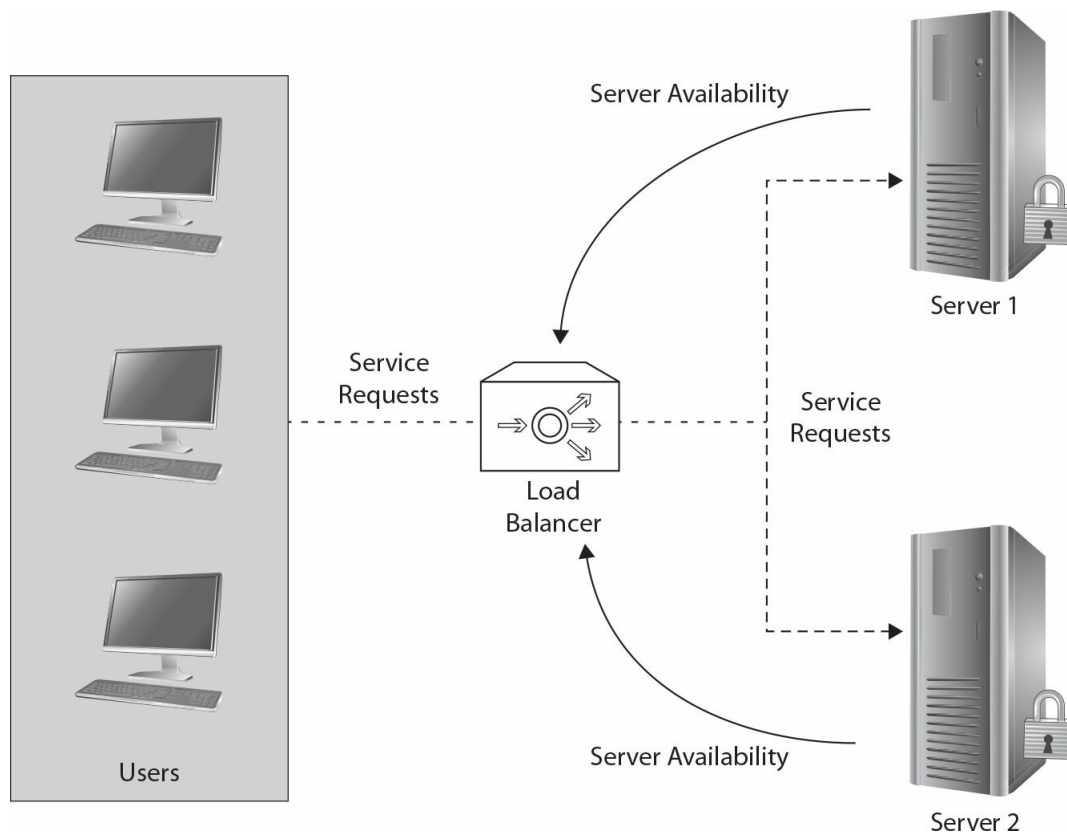 Server Availability
Server 1
Service
Requests
Service
Requests
Load
Balancer
Server Availability
Users
Server 2